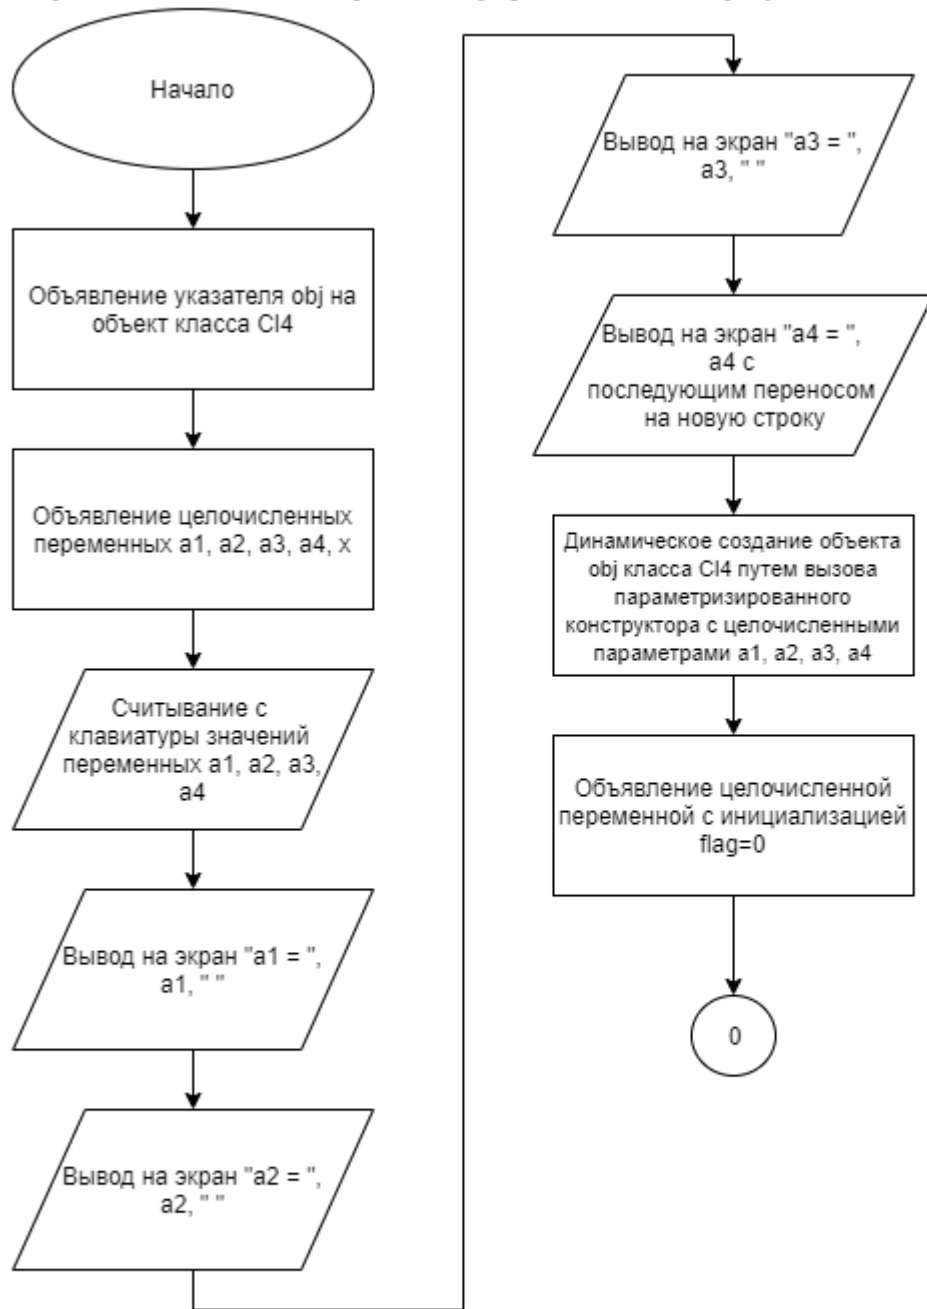 Начало
Объявление указателя obj на
объект класса Cl4
Объявление целочисленных
переменных a1, a2, a3, a4, x
Считывание с
клавиатуры значений
переменных a1, a2, a3,
a4
Вывод на экран "a1 = ",
a1, " "
Вывод на экран "a2 = ",
a2, " "
Вывод на экран "a3 = ",
a3, " "
Вывод на экран "a4 = ",
a4 с
последующим переносом
на новую строку
Динамическое создание объекта
obj класса Cl4 путем вызова
параметризированного
конструктора с целочисленными
параметрами a1, a2, a3, a4
Объявление целочисленной
переменной с инициализацией
flag=0
0